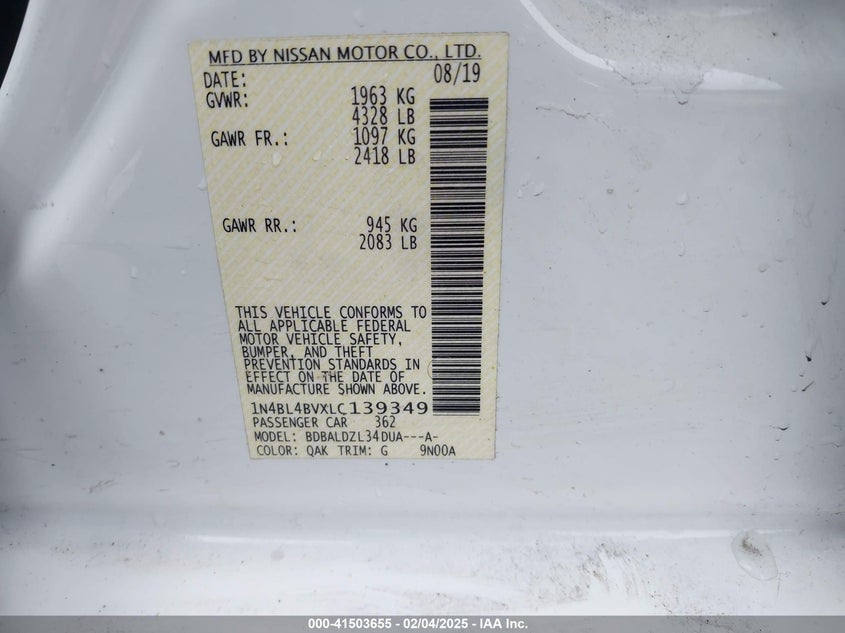 MFD BY NISSAN MOTOR CO., LTD.
DATE: 08/19
GVWR: 1963 KG
4328 LB
GAWR FR.: 1097 KG
2418 LB
GAWR RR.: 945 KG
2083 LB
THIS VEHICLE CONFORMS TO
ALL APPLICABLE FEDERAL
MOTOR VEHICLE SAFETY,
BUMPER, AND THEFT
PREVENTION STANDARDS IN
EFFECT ON THE DATE OF
MANUFACTURE SHOWN ABOVE.
1N4BL4BVXLC139349
PASSENGER CAR 362
MODEL: BDBALDZL34DUA---A-
COLOR: QAK TRIM: G 9N00A
000-41503655 - 02/04/2025 - IAA Inc.